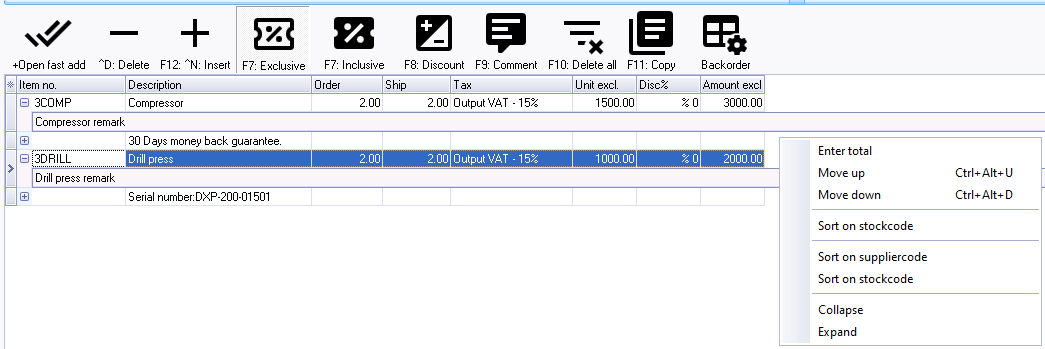 +Open fast add ^D: Delete F12: ^N: Insert F7: Exclusive F7: Inclusive F8: Discount F9: Comment F10: Delete all F11: Copy Backorder
Item no. Description Order Ship Tax Unit excl. Disc% Amount excl
3COMP Compressor 2.00 2.00 Output VAT - 15% 1500.00 % 0 3000.00
Compressor remark
30 Days money back guarantee.
3DRILL Drill press 2.00 2.00 Output VAT - 15% 1000.00 % 0 2000.00
Drill press remark
Serial number:DXP-200-01501
Enter total
Move up Ctrl+Alt+U
Move down Ctrl+Alt+D
Sort on stockcode
Sort on suppliercode
Sort on stockcode
Collapse
Expand